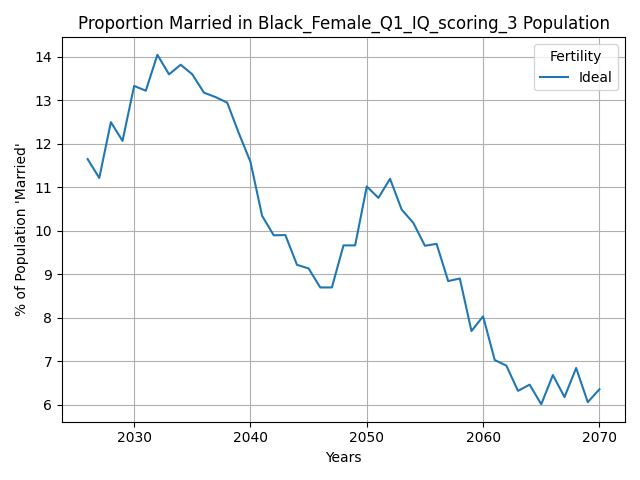 Proportion Married in Black_Female_Q1_IQ_scoring_3 Population
Fertility
Ideal
% of Population 'Married'
14
13
12
11
10
9
8
7
6
2030 2040 2050 2060 2070
Years